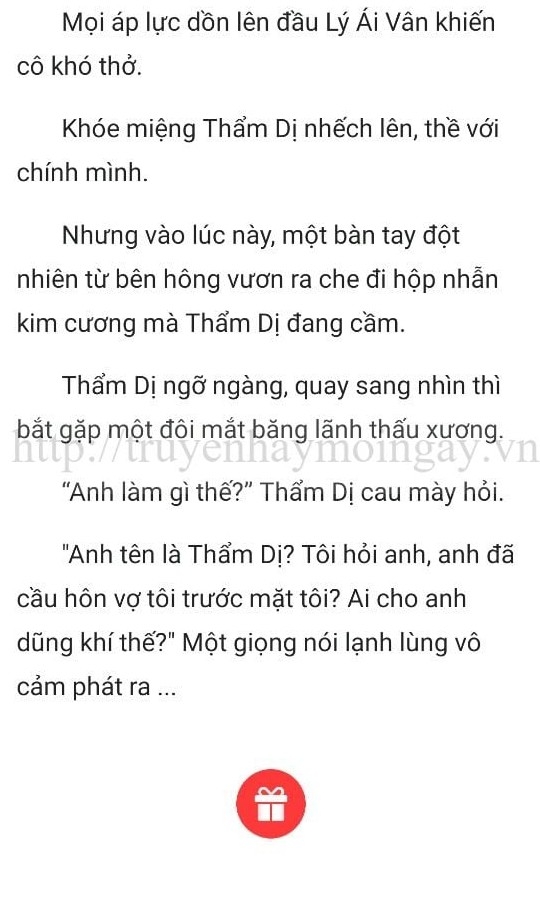 Mọi áp lực dồn lên đầu Lý Ái Vân khiến
cô khó thở.
Khóe miệng Thẩm Dị nhếch lên, thề với
chính mình.
Nhưng vào lúc này, một bàn tay đột
nhiên từ bên hông vươn ra che đi hộp nhẫn
kim cương mà Thẩm Dị đang cầm.
Thẩm Dị ngỡ ngàng, quay sang nhìn thì
bắt gặp một đôi mắt băng lãnh thấu xương.
http://truyenhaymoingay.vn
“Anh làm gì thế?” Thẩm Dị cau mày hỏi.
"Anh tên là Thẩm Dị? Tôi hỏi anh, anh đã
cầu hôn vợ tôi trước mặt tôi? Ai cho anh
dũng khí thế?" Một giọng nói lạnh lùng vô
cảm phát ra ...